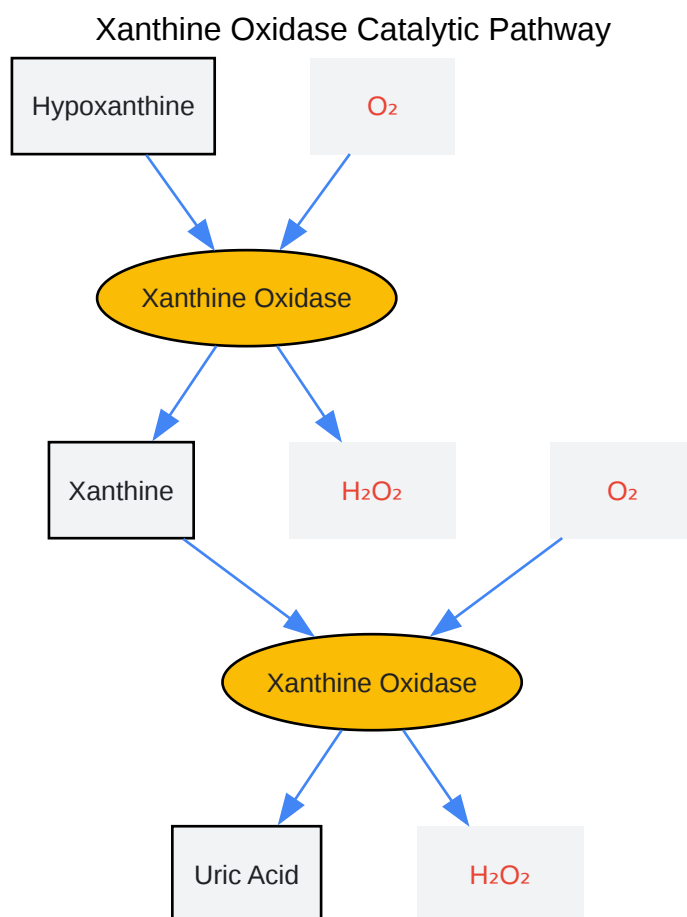 Xanthine Oxidase Catalytic Pathway
Hypoxanthine
O₂
Xanthine Oxidase
Xanthine
H₂O₂
O₂
Xanthine Oxidase
Uric Acid
H₂O₂